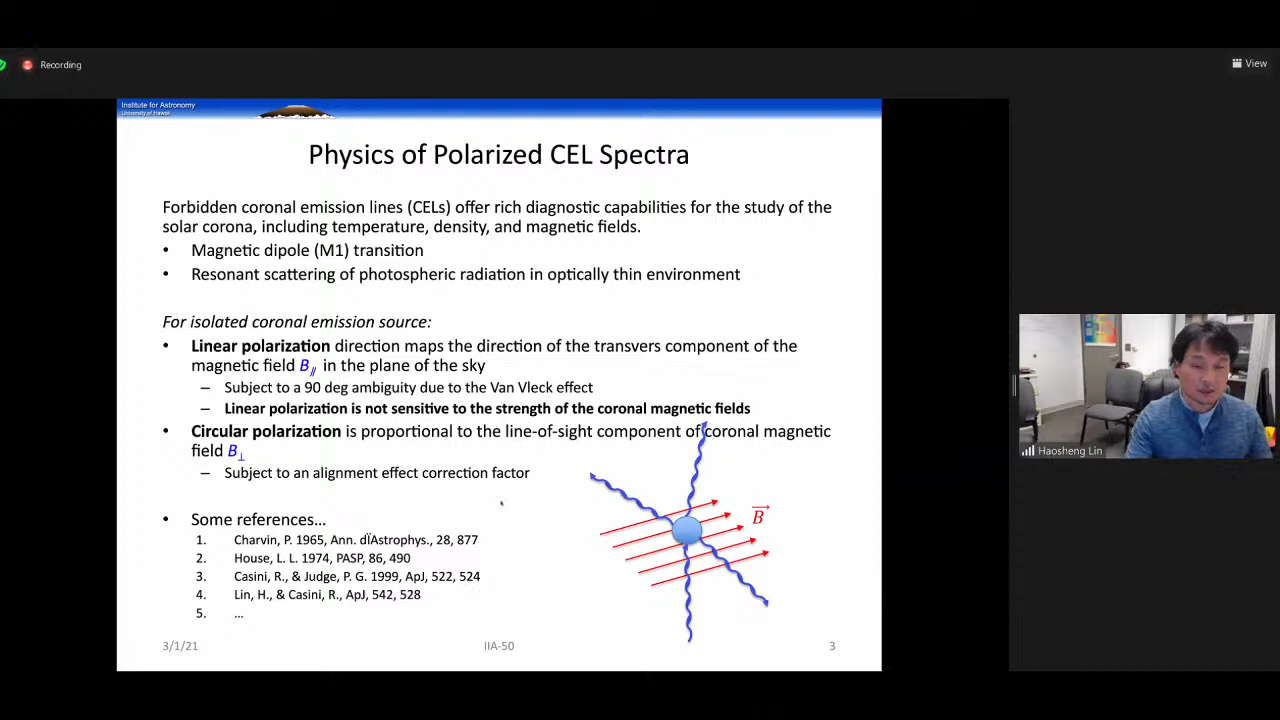 Recording
View
Institute for Astronomy
University of Hawaii
Physics of Polarized CEL Spectra
Forbidden coronal emission lines (CELs) offer rich diagnostic capabilities for the study of the
solar corona, including temperature, density, and magnetic fields.
• Magnetic dipole (M1) transition
• Resonant scattering of photospheric radiation in optically thin environment
For isolated coronal emission source:
• Linear polarization direction maps the direction of the transvers component of the
magnetic field B⫽ in the plane of the sky
– Subject to a 90 deg ambiguity due to the Van Vleck effect
– Linear polarization is not sensitive to the strength of the coronal magnetic fields
• Circular polarization is proportional to the line-of-sight component of coronal magnetic
field B⊥
– Subject to an alignment effect correction factor
• Some references…
1. Charvin, P. 1965, Ann. dÏAstrophys., 28, 877
2. House, L. L. 1974, PASP, 86, 490
3. Casini, R., & Judge, P. G. 1999, ApJ, 522, 524
4. Lin, H., & Casini, R., ApJ, 542, 528
5. …
B
3/1/21
IIA-50
3
Haosheng Lin